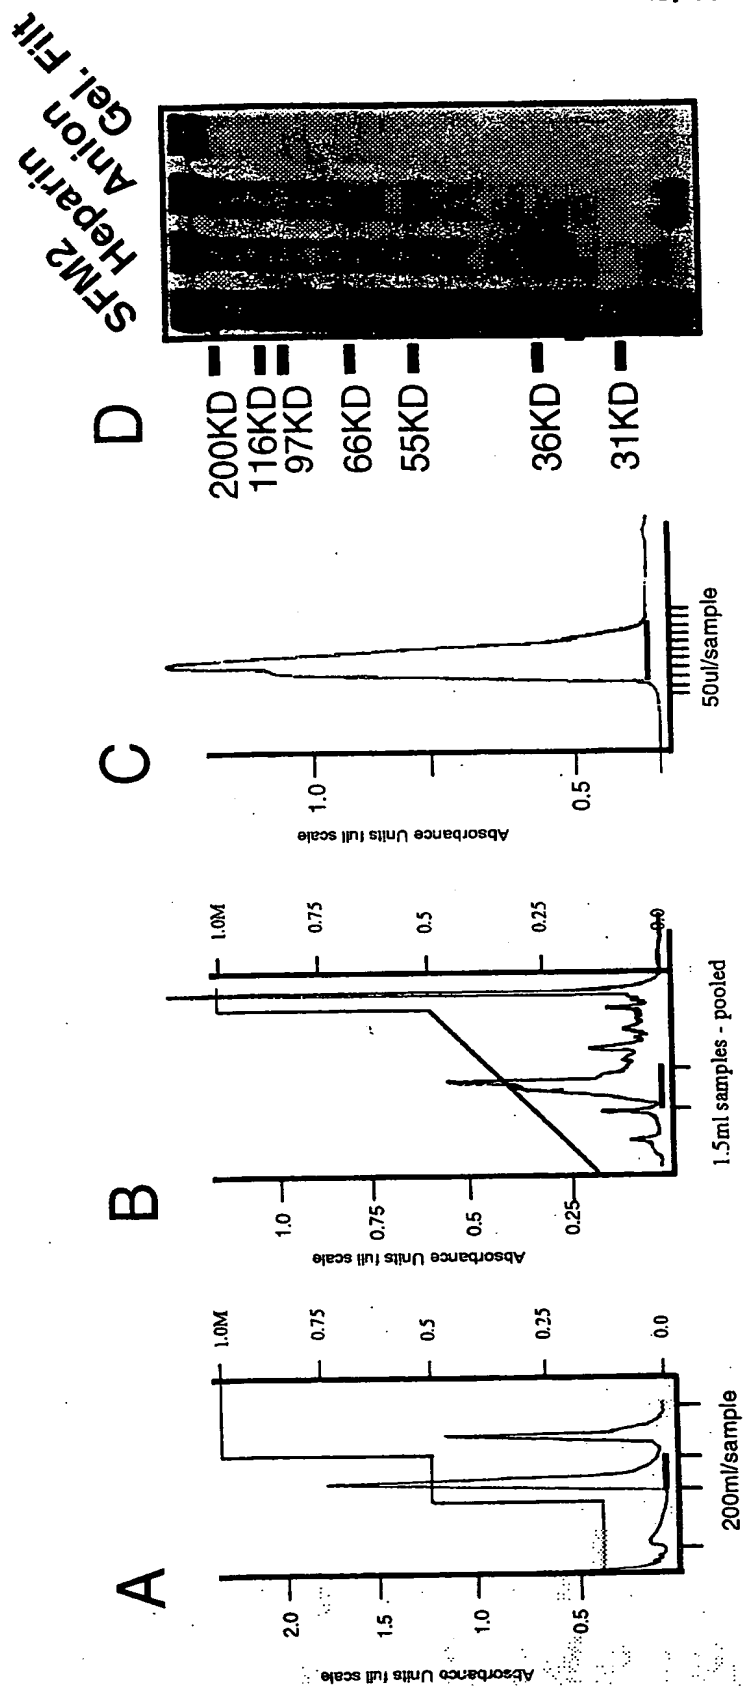 A
Absorbance Units full scale
2.0
1.5
1.0
0.5
1.0M
0.75
0.5
0.25
0.0
200ml/sample
B
Absorbance Units full scale
1.0
0.75
0.5
0.25
1.0M
0.75
0.5
0.25
0.0
1.5ml samples - pooled
C
Absorbance Units full scale
1.0
0.5
50ul/sample
D
SFM2
Heparin
Anion
Gel. Filt
200KD
116KD
97KD
66KD
55KD
36KD
31KD